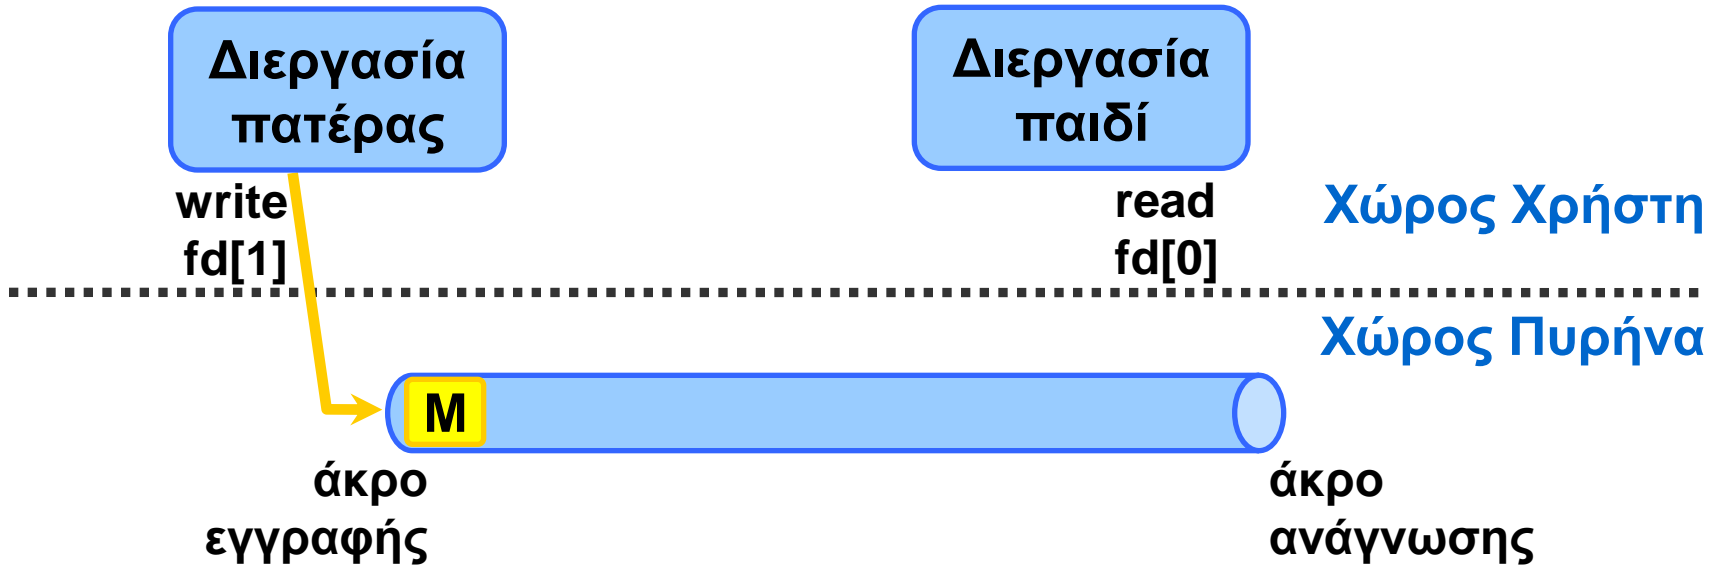 Διεργασία
πατέρας
Διεργασία
παιδί
write
fd[1]
read
fd[0]
Χώρος Χρήστη
Χώρος Πυρήνα
M
άκρο
εγγραφής
άκρο
ανάγνωσης